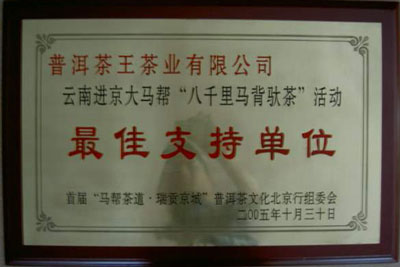 普洱茶王茶业有限公司
云南进京大马帮“八千里马背驮茶”活动
最佳支持单位
首届“马帮茶道·瑞贡京城”普洱茶文化北京行组委会
二00五年十月三十日